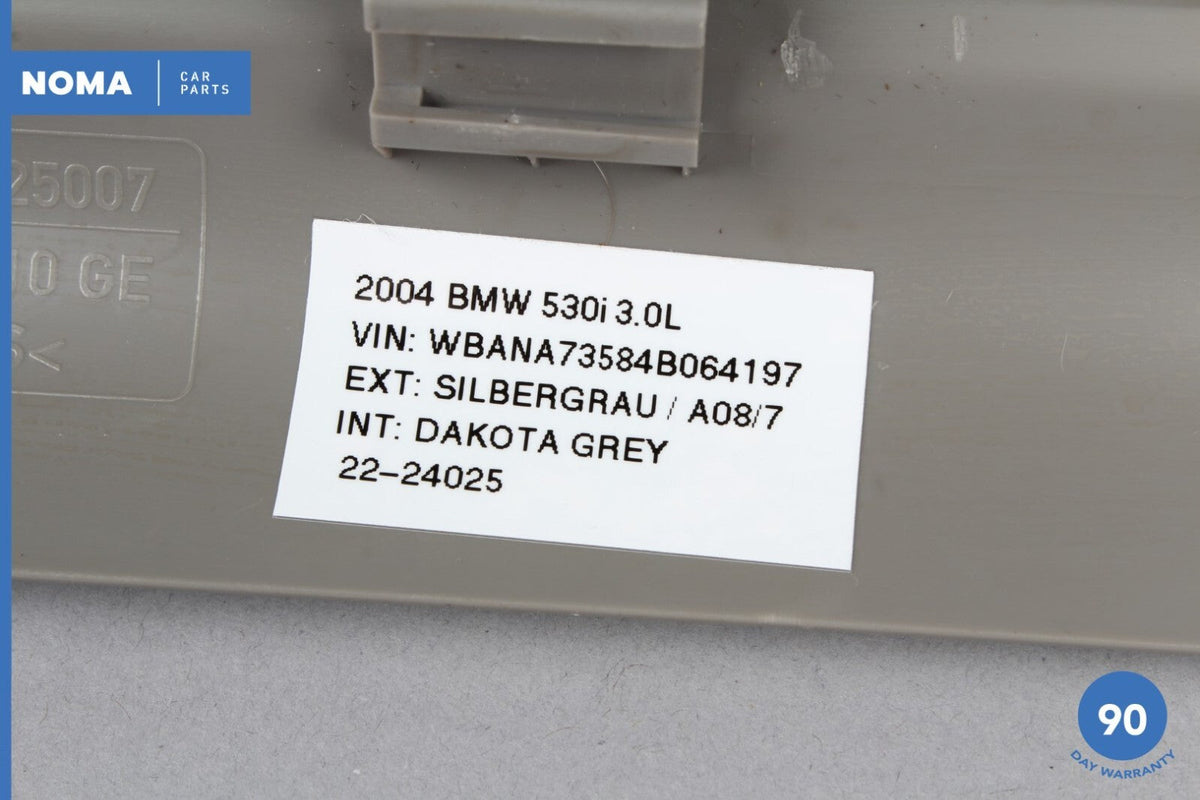 NOMA
CAR
PARTS
25007
GE
2004 BMW 530i 3.0L
VIN: WBANA73584B064197
EXT: SILBERGRAU / A08/7
INT: DAKOTA GREY
22-24025
90
DAY WARRANTY